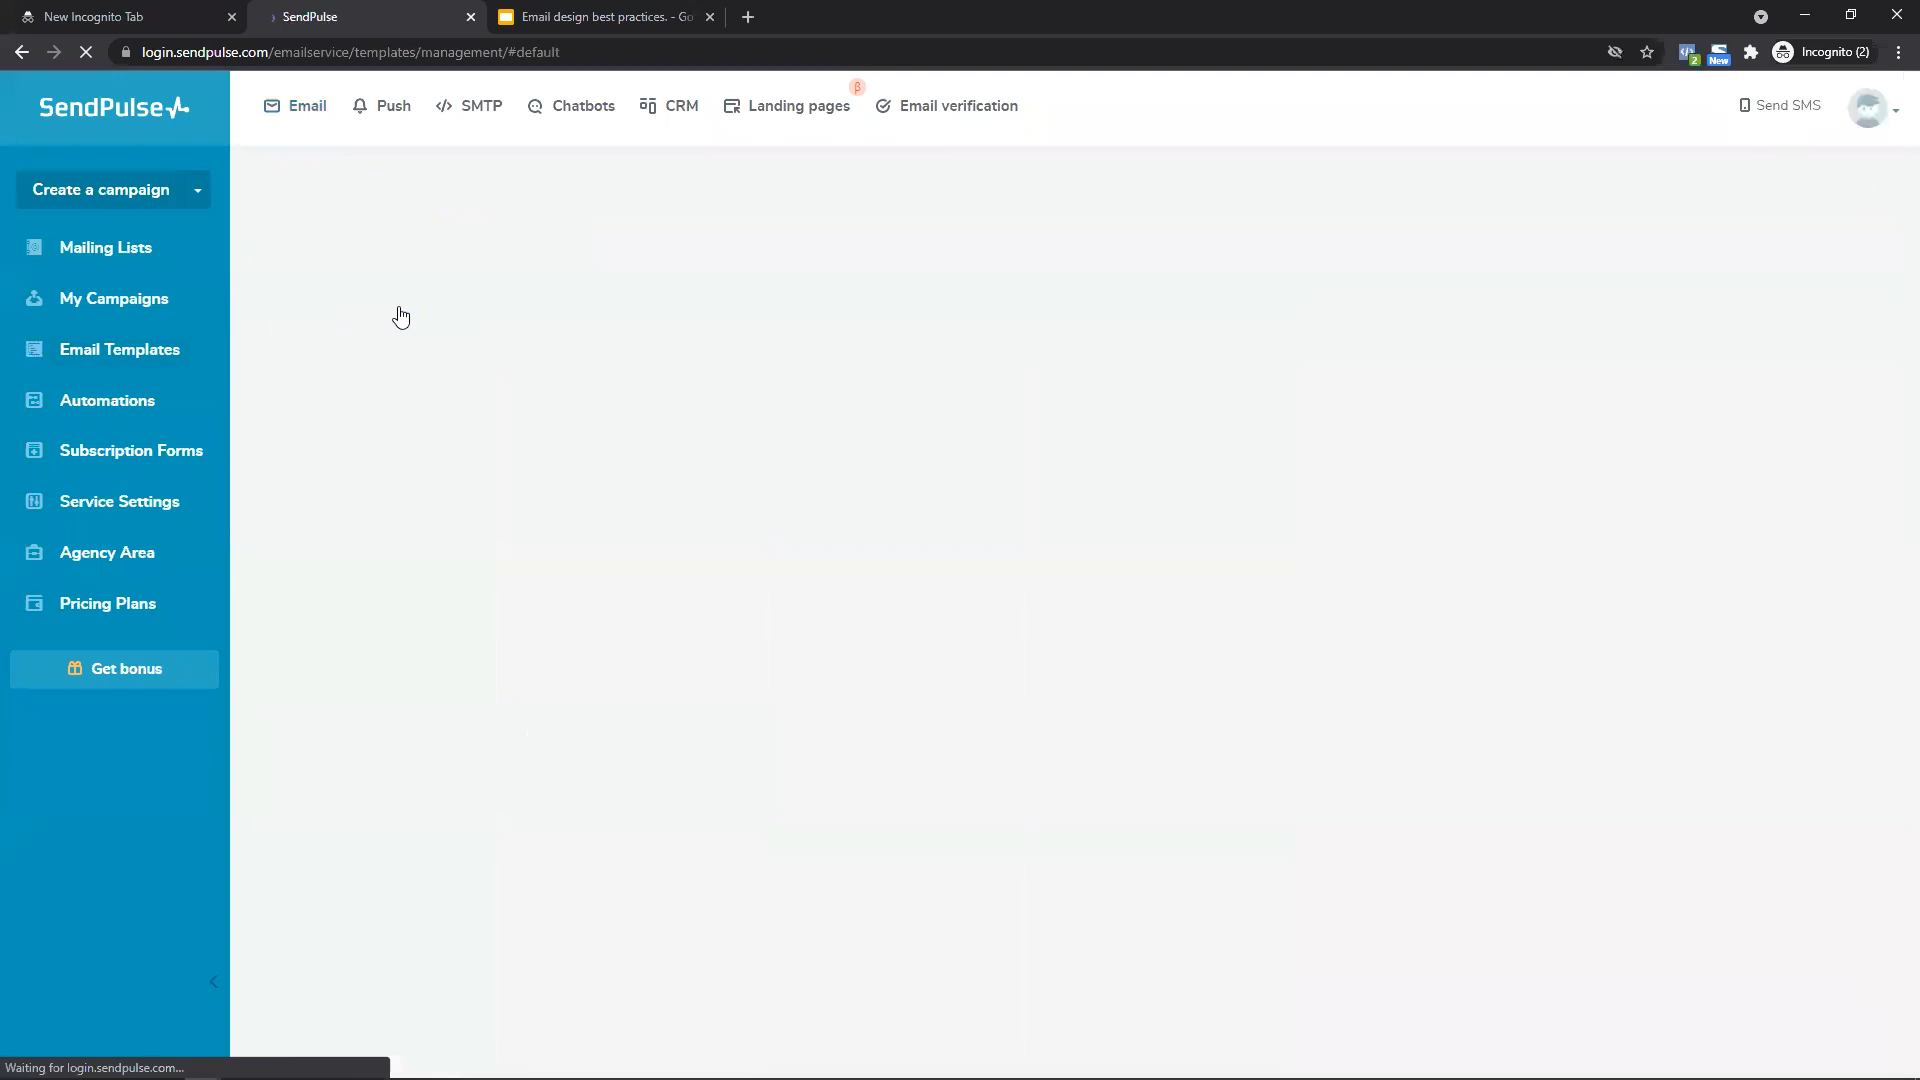 New Incognito Tab
SendPulse
Email design best practices. - Go
login.sendpulse.com/emailservice/templates/management/#default
2
New
Incognito (2)
SendPulse
Email
Push
SMTP
Chatbots
CRM
Landing pages
β
Email verification
Send SMS
Create a campaign
Mailing Lists
My Campaigns
Email Templates
Automations
Subscription Forms
Service Settings
Agency Area
Pricing Plans
Get bonus
Waiting for login.sendpulse.com...